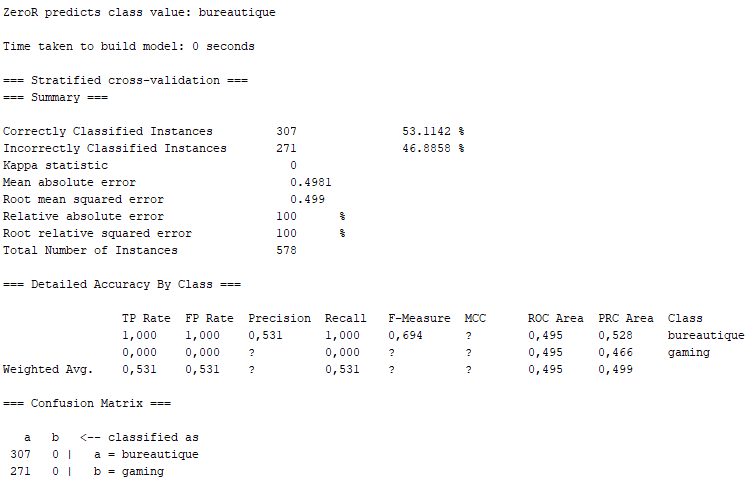 ZeroR predicts class value: bureautique
Time taken to build model: 0 seconds
=== Stratified cross-validation ===
=== Summary ===
Correctly Classified Instances 307 53.1142 %
Incorrectly Classified Instances 271 46.8858 %
Kappa statistic 0
Mean absolute error 0.4981
Root mean squared error 0.499
Relative absolute error 100 %
Root relative squared error 100 %
Total Number of Instances 578
=== Detailed Accuracy By Class ===
TP Rate FP Rate Precision Recall F-Measure MCC ROC Area PRC Area Class
1,000 1,000 0,531 1,000 0,694 ? 0,495 0,528 bureautique
0,000 0,000 ? 0,000 ? ? 0,495 0,466 gaming
Weighted Avg. 0,531 0,531 ? 0,531 ? ? 0,495 0,499
=== Confusion Matrix ===
a b <-- classified as
307 0 | a = bureautique
271 0 | b = gaming